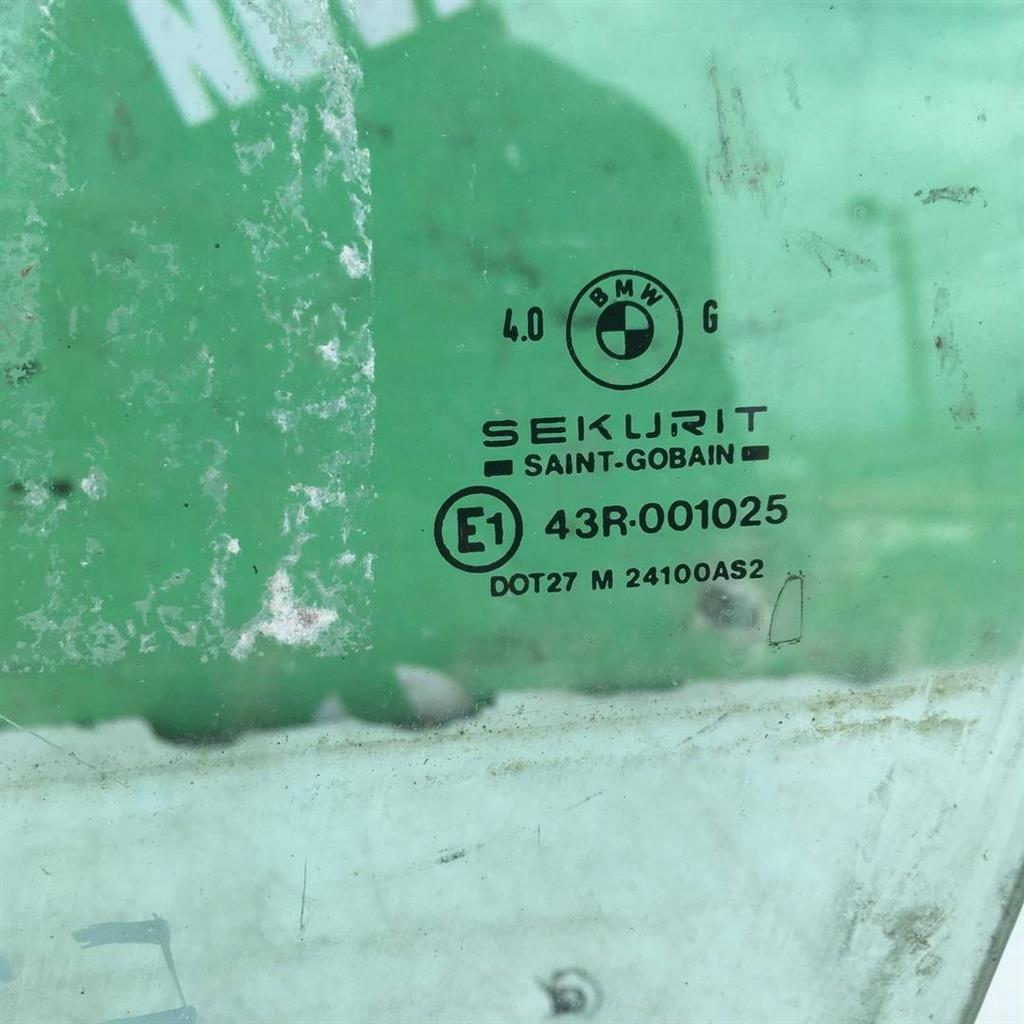 4.0 BMW G
SEKURIT
SAINT-GOBAIN
E1 43R·001025
DOT27 M 24100AS2